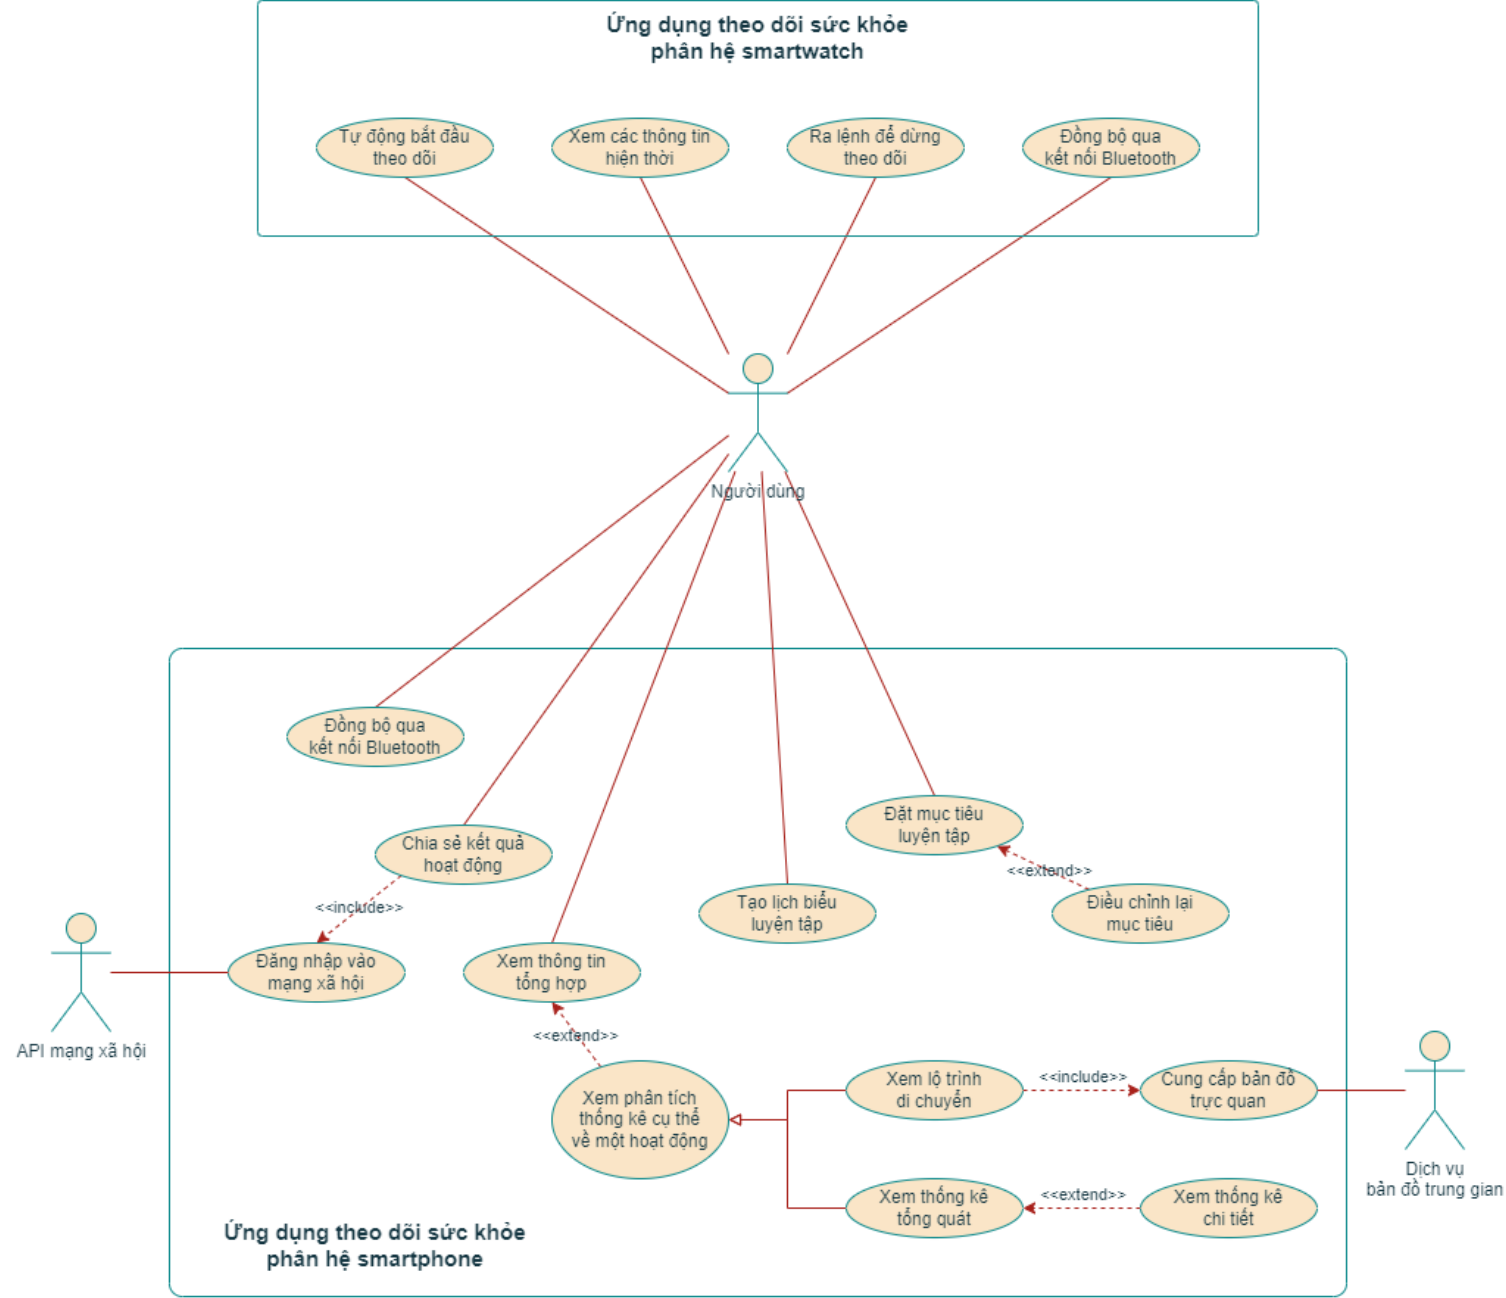 Ứng dụng theo dõi sức khỏe
phân hệ smartwatch
Tự động bắt đầu
theo dõi
Xem các thông tin
hiện thời
Ra lệnh để dừng
theo dõi
Đồng bộ qua
kết nối Bluetooth
Người dùng
Đồng bộ qua
kết nối Bluetooth
Chia sẻ kết quả
hoạt động
Đặt mục tiêu
luyện tập
<<extend>>
Điều chỉnh lại
mục tiêu
Tạo lịch biểu
luyện tập
<<include>>
Đăng nhập vào
mạng xã hội
API mạng xã hội
Xem thông tin
tổng hợp
<<extend>>
Xem phân tích
thống kê cụ thể
về một hoạt động
Xem lộ trình
di chuyển
<<include>>
Cung cấp bản đồ
trực quan
Dịch vụ
bản đồ trung gian
Xem thống kê
tổng quát
<<extend>>
Xem thống kê
chi tiết
Ứng dụng theo dõi sức khỏe
phân hệ smartphone